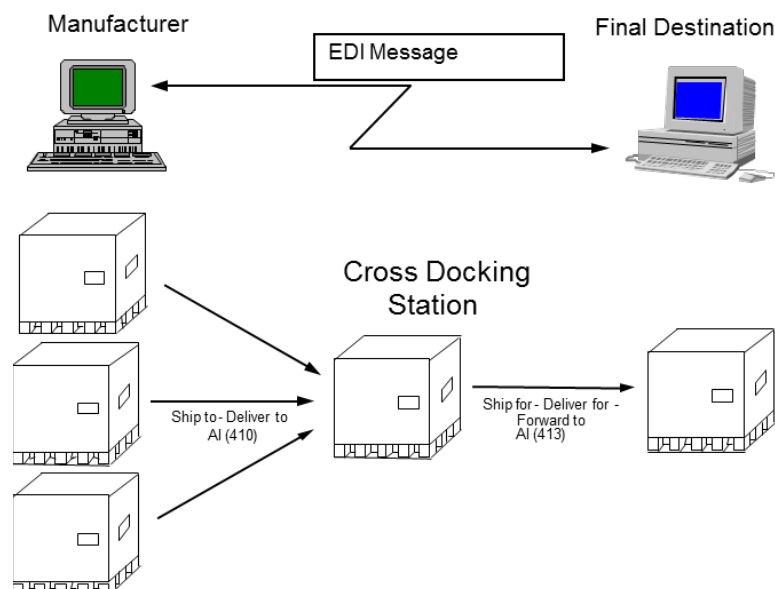 Manufacturer
Final Destination
EDI Message
Cross Docking
Station
Ship to - Deliver to
AI (410)
Ship for - Deliver for -
Forward to
AI (413)